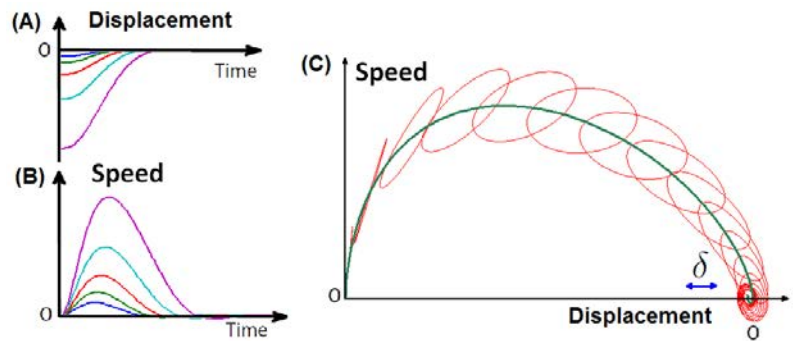 (A) Displacement
O
Time
(B) Speed
O
Time
(C) Speed
δ
O
Displacement
O